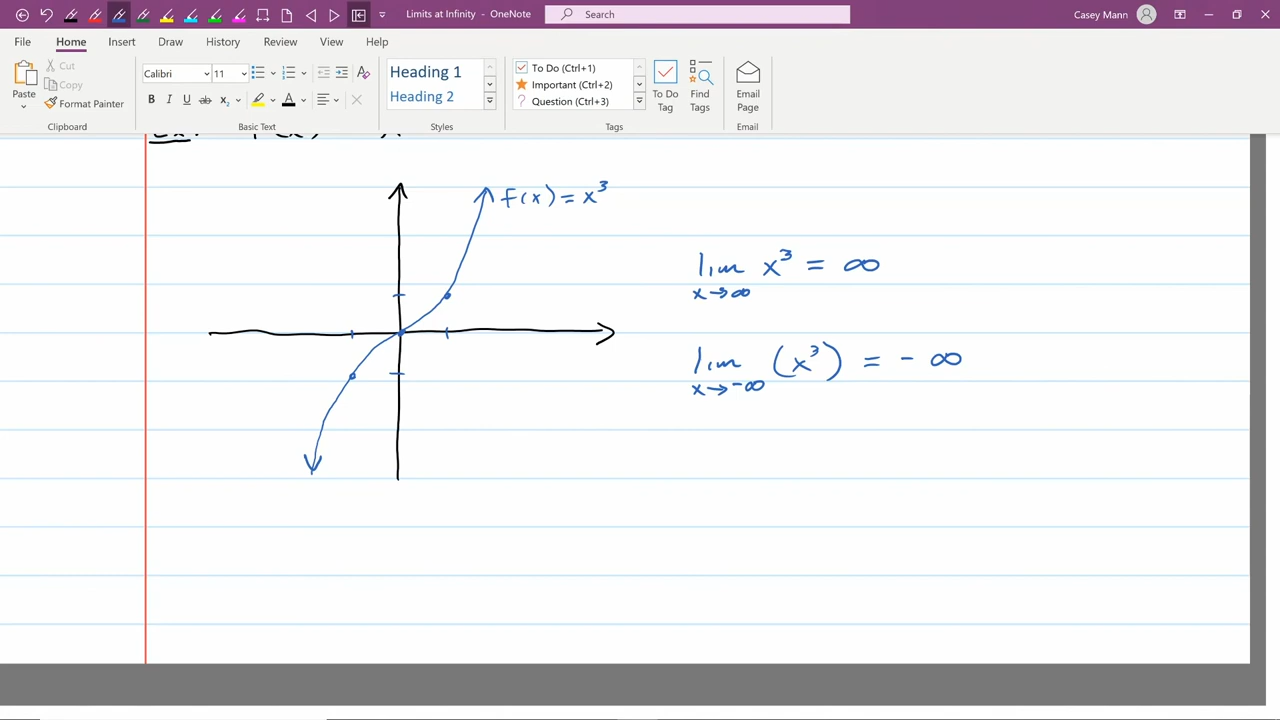 Limits at Infinity - OneNote
Search
Casey Mann
File Home Insert Draw History Review View Help
Paste
Cut
Copy
Format Painter
Clipboard
Calibri 11
B I U ab x₂ A
Basic Text
Heading 1
Heading 2
Styles
To Do (Ctrl+1)
Important (Ctrl+2)
Question (Ctrl+3)
To Do Tag
Find Tags
Tags
Email Page
Email
f(x) = x³
lim x³ = ∞
x→∞
lim (x³) = - ∞
x→-∞